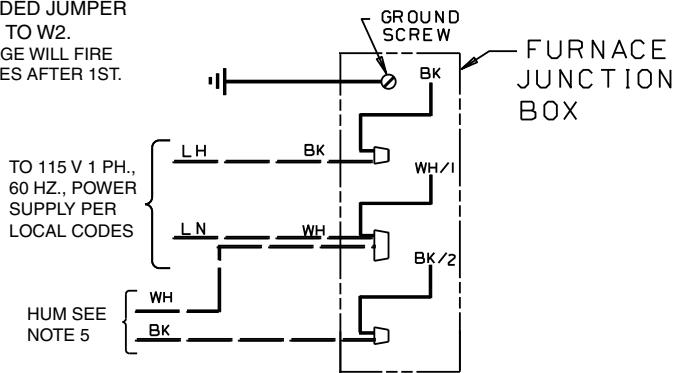 DED JUMPER
TO W2.
GE WILL FIRE
ES AFTER 1ST.
GROUND
SCREW
BK
FURNACE
JUNCTION
BOX
LH
BK
TO 115 V 1 PH.,
60 HZ., POWER
SUPPLY PER
LOCAL CODES
WH/1
LN
WH
BK/2
WH
HUM SEE
NOTE 5
BK